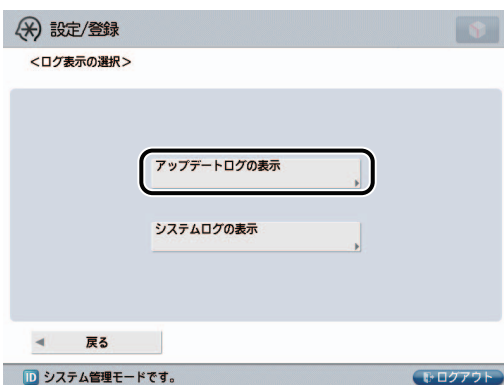 設定/登録
<ログ表示の選択>
アップデートログの表示
システムログの表示
戻る
ID システム管理モードです。
ログアウト